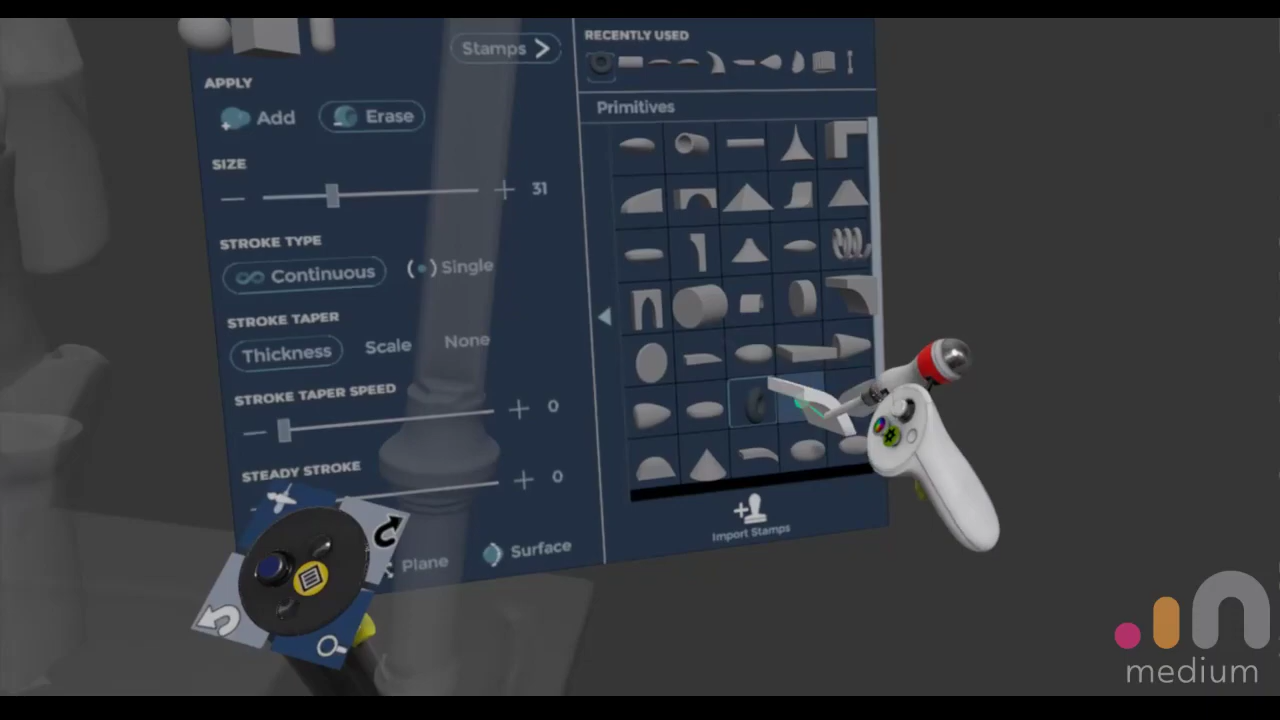 Stamps
APPLY
Add
Erase
SIZE
31
STROKE TYPE
Continuous
Single
STROKE TAPER
Thickness
Scale
None
STROKE TAPER SPEED
0
STEADY STROKE
0
Plane
Surface
RECENTLY USED
Primitives
Import Stamps
medium